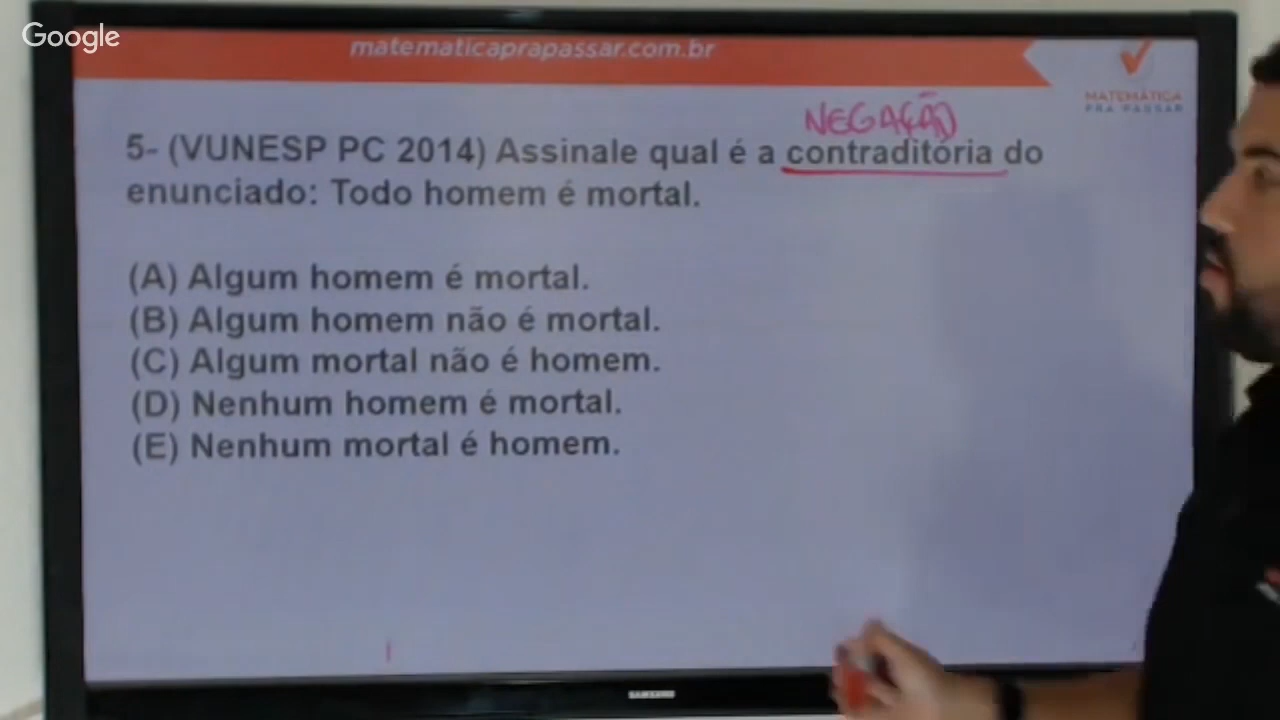 Google
matematicaprapassar.com.br
MATEMÁTICA
PRA PASSAR
NEGAÇÃO
5- (VUNESP PC 2014) Assinale qual é a contraditória do
enunciado: Todo homem é mortal.
(A) Algum homem é mortal.
(B) Algum homem não é mortal.
(C) Algum mortal não é homem.
(D) Nenhum homem é mortal.
(E) Nenhum mortal é homem.
SAMSUNG